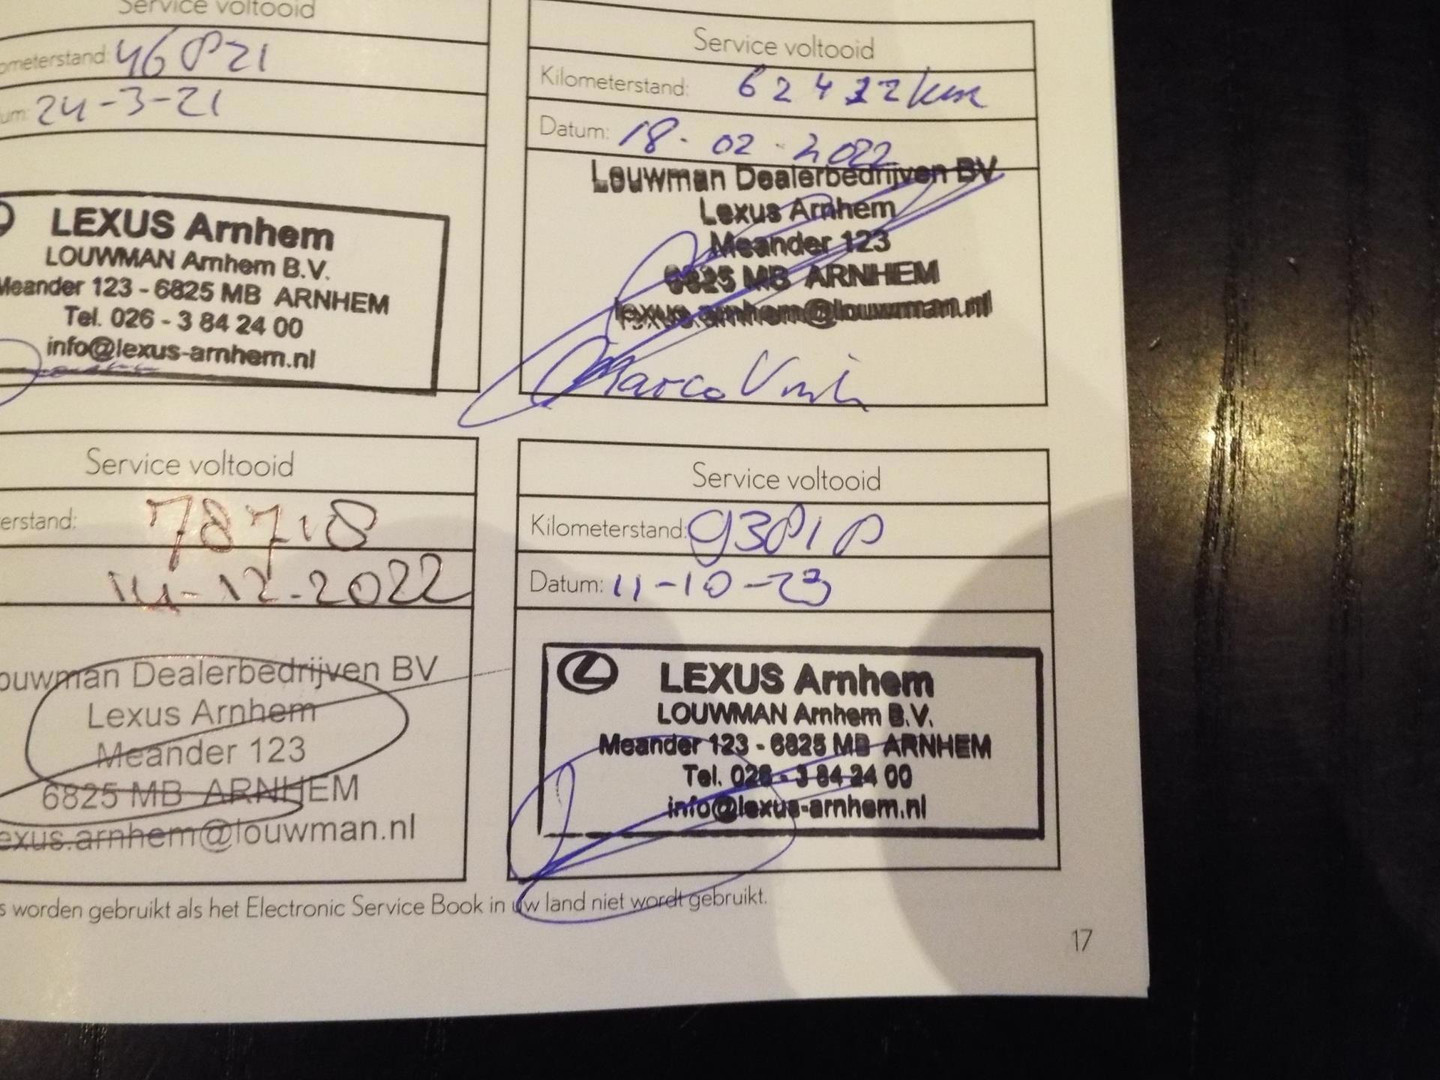 Service voltooid
ometerstand: 46821
um: 24-3-21
LEXUS Arnhem
LOUWMAN Arnhem B.V.
Meander 123 - 6825 MB ARNHEM
Tel. 026 - 3 84 24 00
info@lexus-arnhem.nl
Service voltooid
Kilometerstand: 62422 km
Datum: 18-02-2022
Louwman Dealerbedrijven BV
Lexus Arnhem
Meander 123
6825 MB ARNHEM
lexus.arnhem@louwman.nl
Marco
Service voltooid
erstand: 78718
14-12-2022
ouwman Dealerbedrijven BV
Lexus Arnhem
Meander 123
6825 MB ARNHEM
exus.arnhem@louwman.nl
Service voltooid
Kilometerstand: 93818
Datum: 11-10-23
LEXUS Arnhem
LOUWMAN Arnhem B.V.
Meander 123 - 6825 MB ARNHEM
Tel. 026 - 3 84 24 00
info@lexus-arnhem.nl
s worden gebruikt als het Electronic Service Book in uw land niet wordt gebruikt.
17